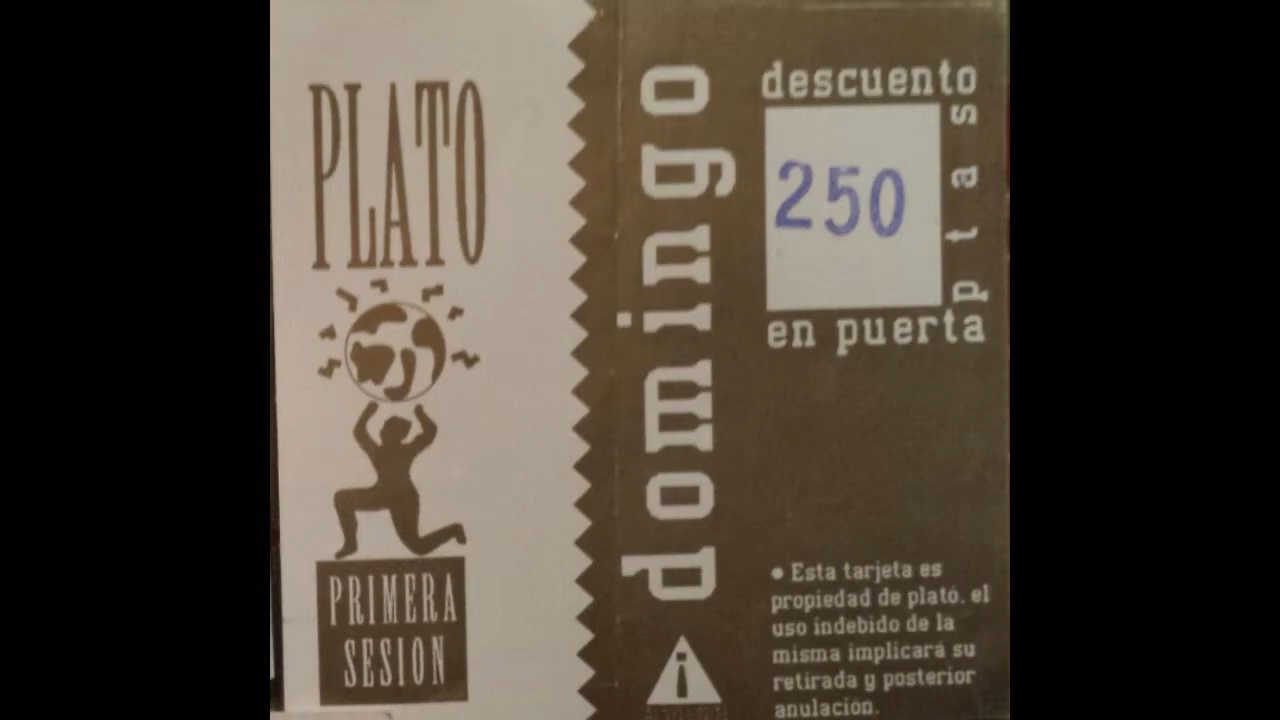 PLATO
PRIMERA
SESION
domingo
descuento
250
ptas
en puerta
• Esta tarjeta es
propiedad de plató, el
uso indebido de la
misma implicará su
retirada y posterior
anulación.